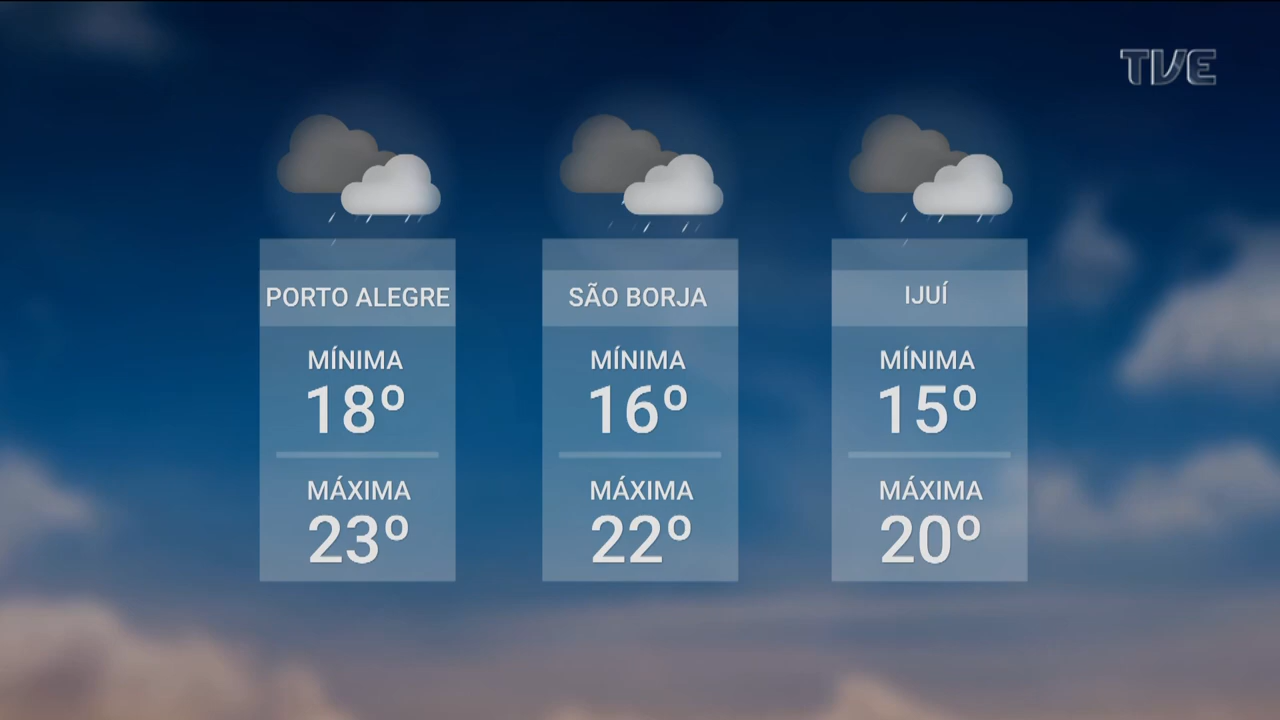 TVE
PORTO ALEGRE
MÍNIMA
18º
MÁXIMA
23º
SÃO BORJA
MÍNIMA
16º
MÁXIMA
22º
IJUÍ
MÍNIMA
15º
MÁXIMA
20º